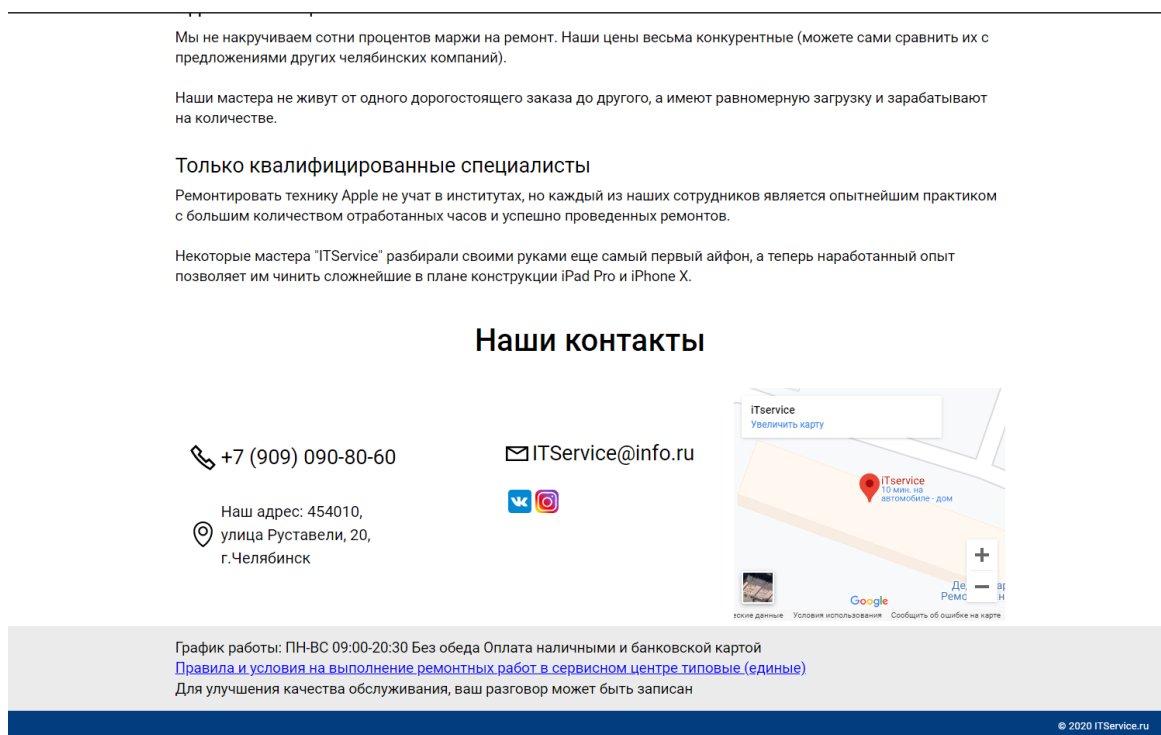 Мы не накручиваем сотни процентов маржи на ремонт. Наши цены весьма конкурентные (можете сами сравнить их с
предложениями других челябинских компаний).
Наши мастера не живут от одного дорогостоящего заказа до другого, а имеют равномерную загрузку и зарабатывают
на количестве.
Только квалифицированные специалисты
Ремонтировать технику Apple не учат в институтах, но каждый из наших сотрудников является опытнейшим практиком
с большим количеством отработанных часов и успешно проведенных ремонтов.
Некоторые мастера "ITService" разбирали своими руками еще самый первый айфон, а теперь наработанный опыт
позволяет им чинить сложнейшие в плане конструкции iPad Pro и iPhone X.
Наши контакты
+7 (909) 090-80-60
Наш адрес: 454010,
улица Руставели, 20,
г.Челябинск
ITService@info.ru
iTservice
Увеличить карту
iTservice
10 мин. на
автомобиле - дом
Google
Условия использования Сообщить об ошибке на карте
График работы: ПН-ВС 09:00-20:30 Без обеда Оплата наличными и банковской картой
Правила и условия на выполнение ремонтных работ в сервисном центре типовые (единые)
Для улучшения качества обслуживания, ваш разговор может быть записан
© 2020 ITService.ru